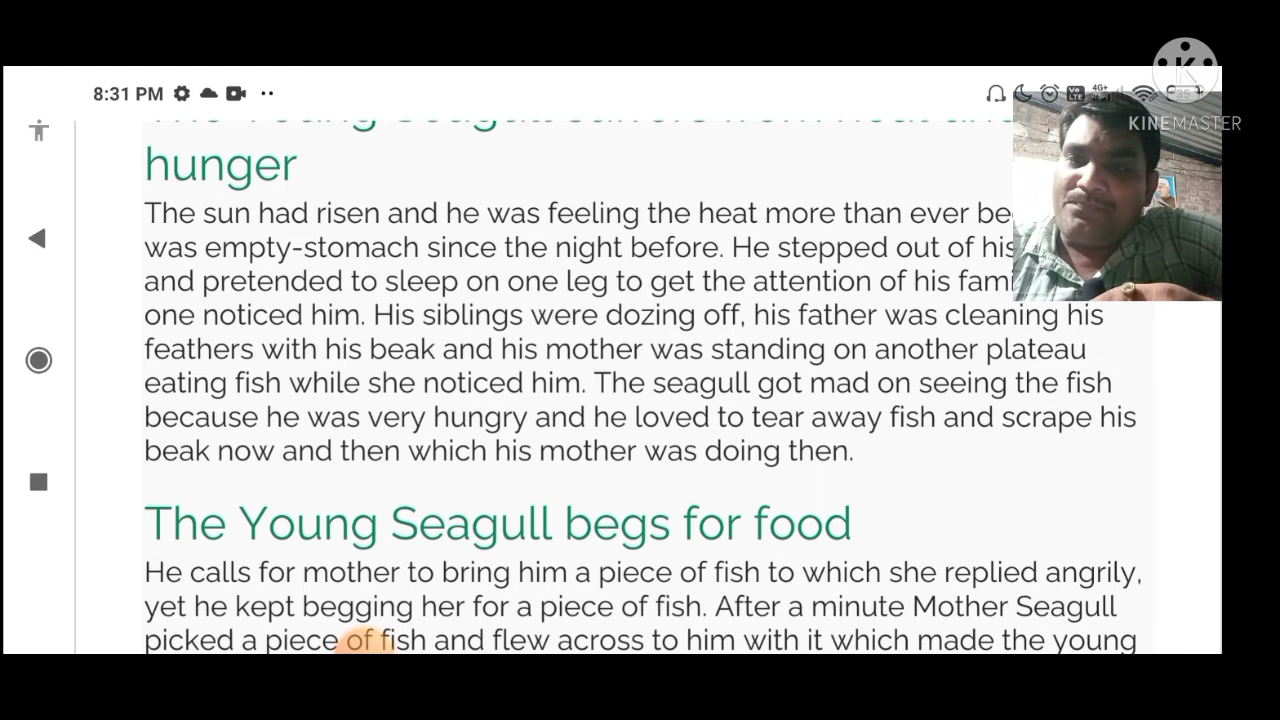 8:31 PM
KINEMASTER
hunger
The sun had risen and he was feeling the heat more than ever
was empty-stomach since the night before. He stepped out of his
and pretended to sleep on one leg to get the attention of his
one noticed him. His siblings were dozing off, his father was cleaning his
feathers with his beak and his mother was standing on another plateau
eating fish while she noticed him. The seagull got mad on seeing the fish
because he was very hungry and he loved to tear away fish and scrape his
beak now and then which his mother was doing then.
The Young Seagull begs for food
He calls for mother to bring him a piece of fish to which she replied angrily,
yet he kept begging her for a piece of fish. After a minute Mother Seagull
picked a piece of fish and flew across to him with it which made the young